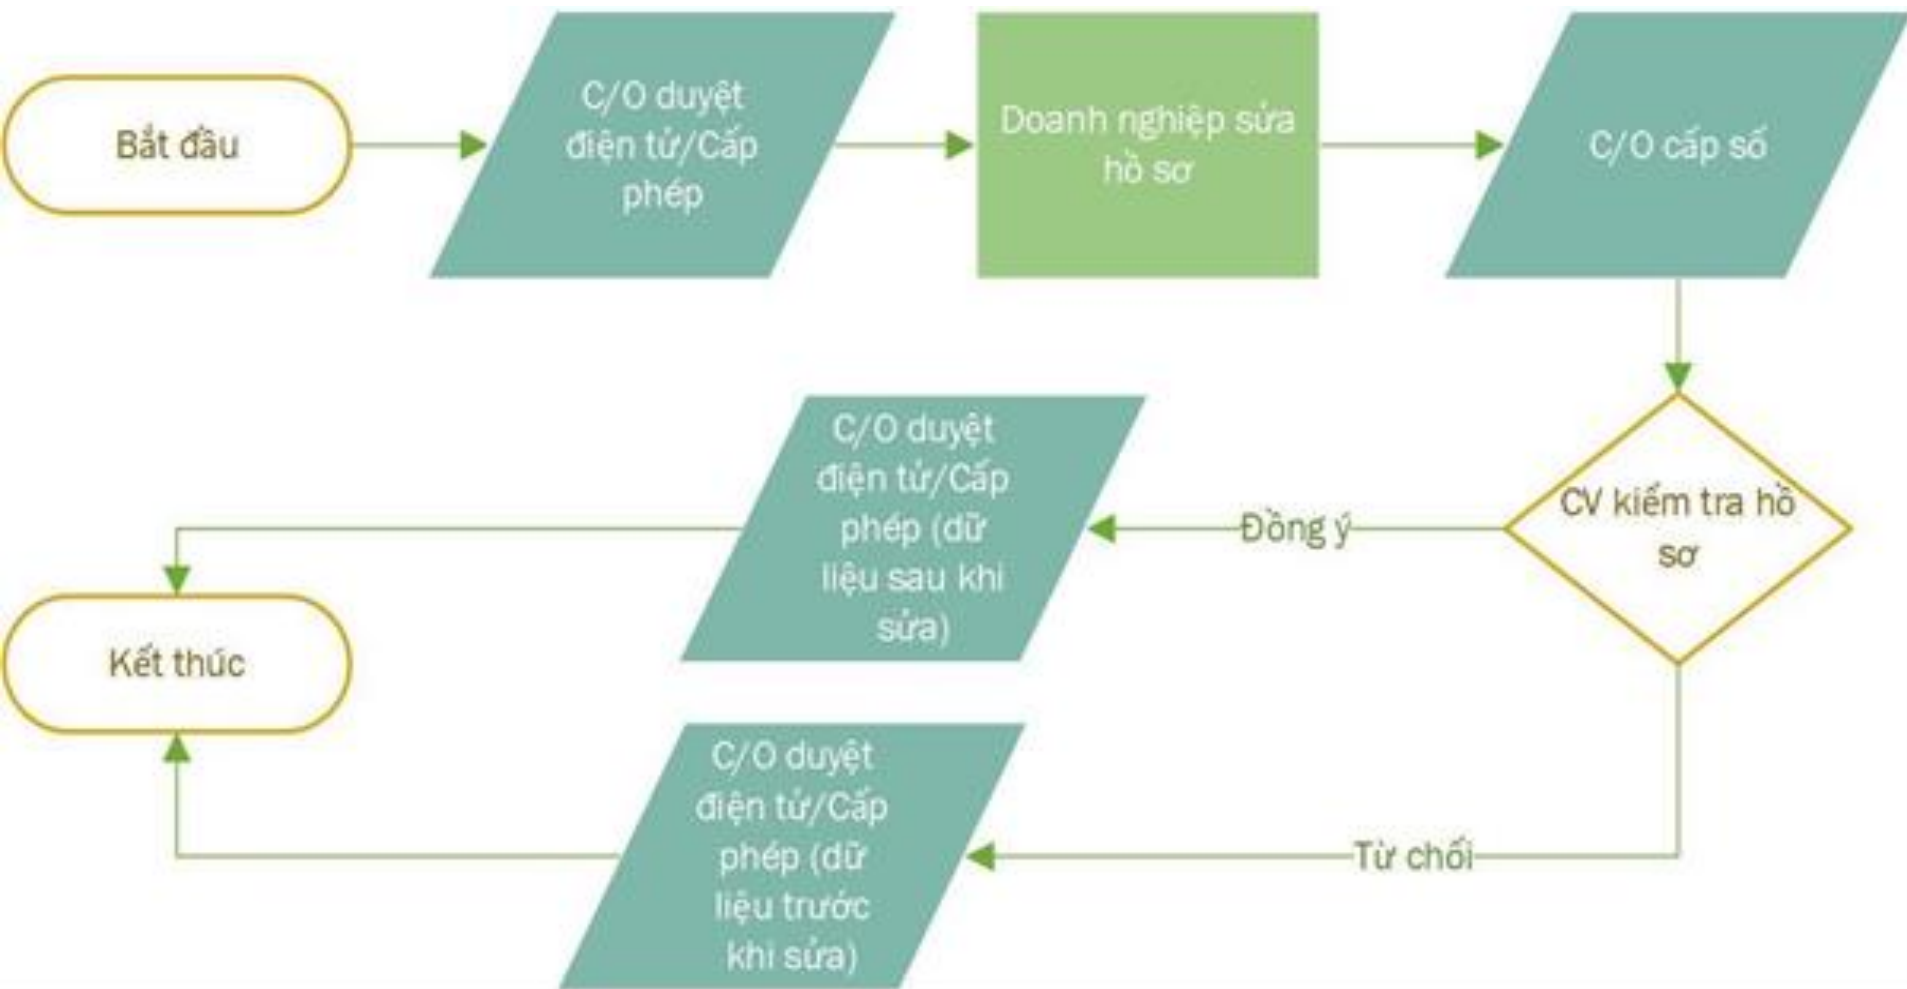 Bắt đầu
C/O duyệt
điện tử/Cấp
phép
Doanh nghiệp sửa
hồ sơ
C/O cấp số
CV kiểm tra hồ
sơ
Đồng ý
C/O duyệt
điện tử/Cấp
phép (dữ
liệu sau khi
sửa)
Kết thúc
Từ chối
C/O duyệt
điện tử/Cấp
phép (dữ
liệu trước
khi sửa)